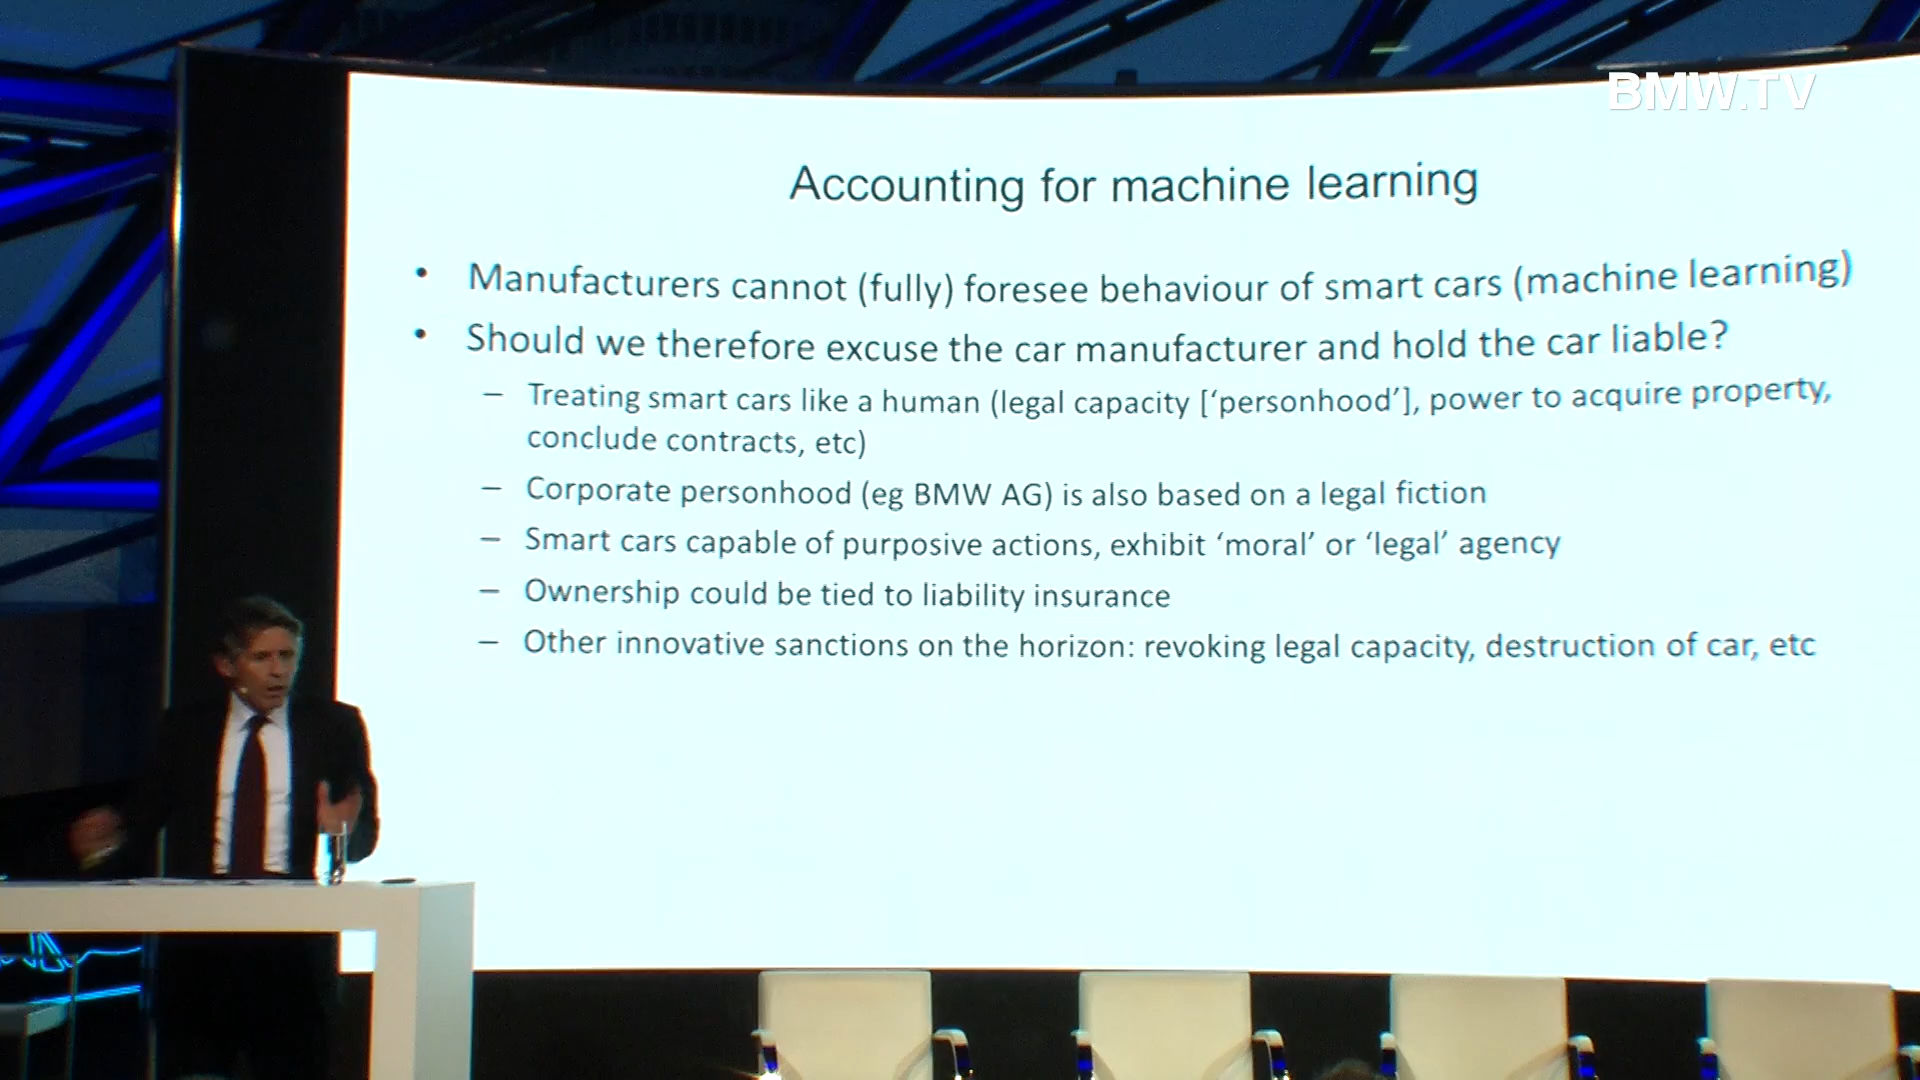 BMW.TV
Accounting for machine learning
• Manufacturers cannot (fully) foresee behaviour of smart cars (machine learning)
• Should we therefore excuse the car manufacturer and hold the car liable?
– Treating smart cars like a human (legal capacity [‘personhood’], power to acquire property,
conclude contracts, etc)
– Corporate personhood (eg BMW AG) is also based on a legal fiction
– Smart cars capable of purposive actions, exhibit ‘moral’ or ‘legal’ agency
– Ownership could be tied to liability insurance
– Other innovative sanctions on the horizon: revoking legal capacity, destruction of car, etc